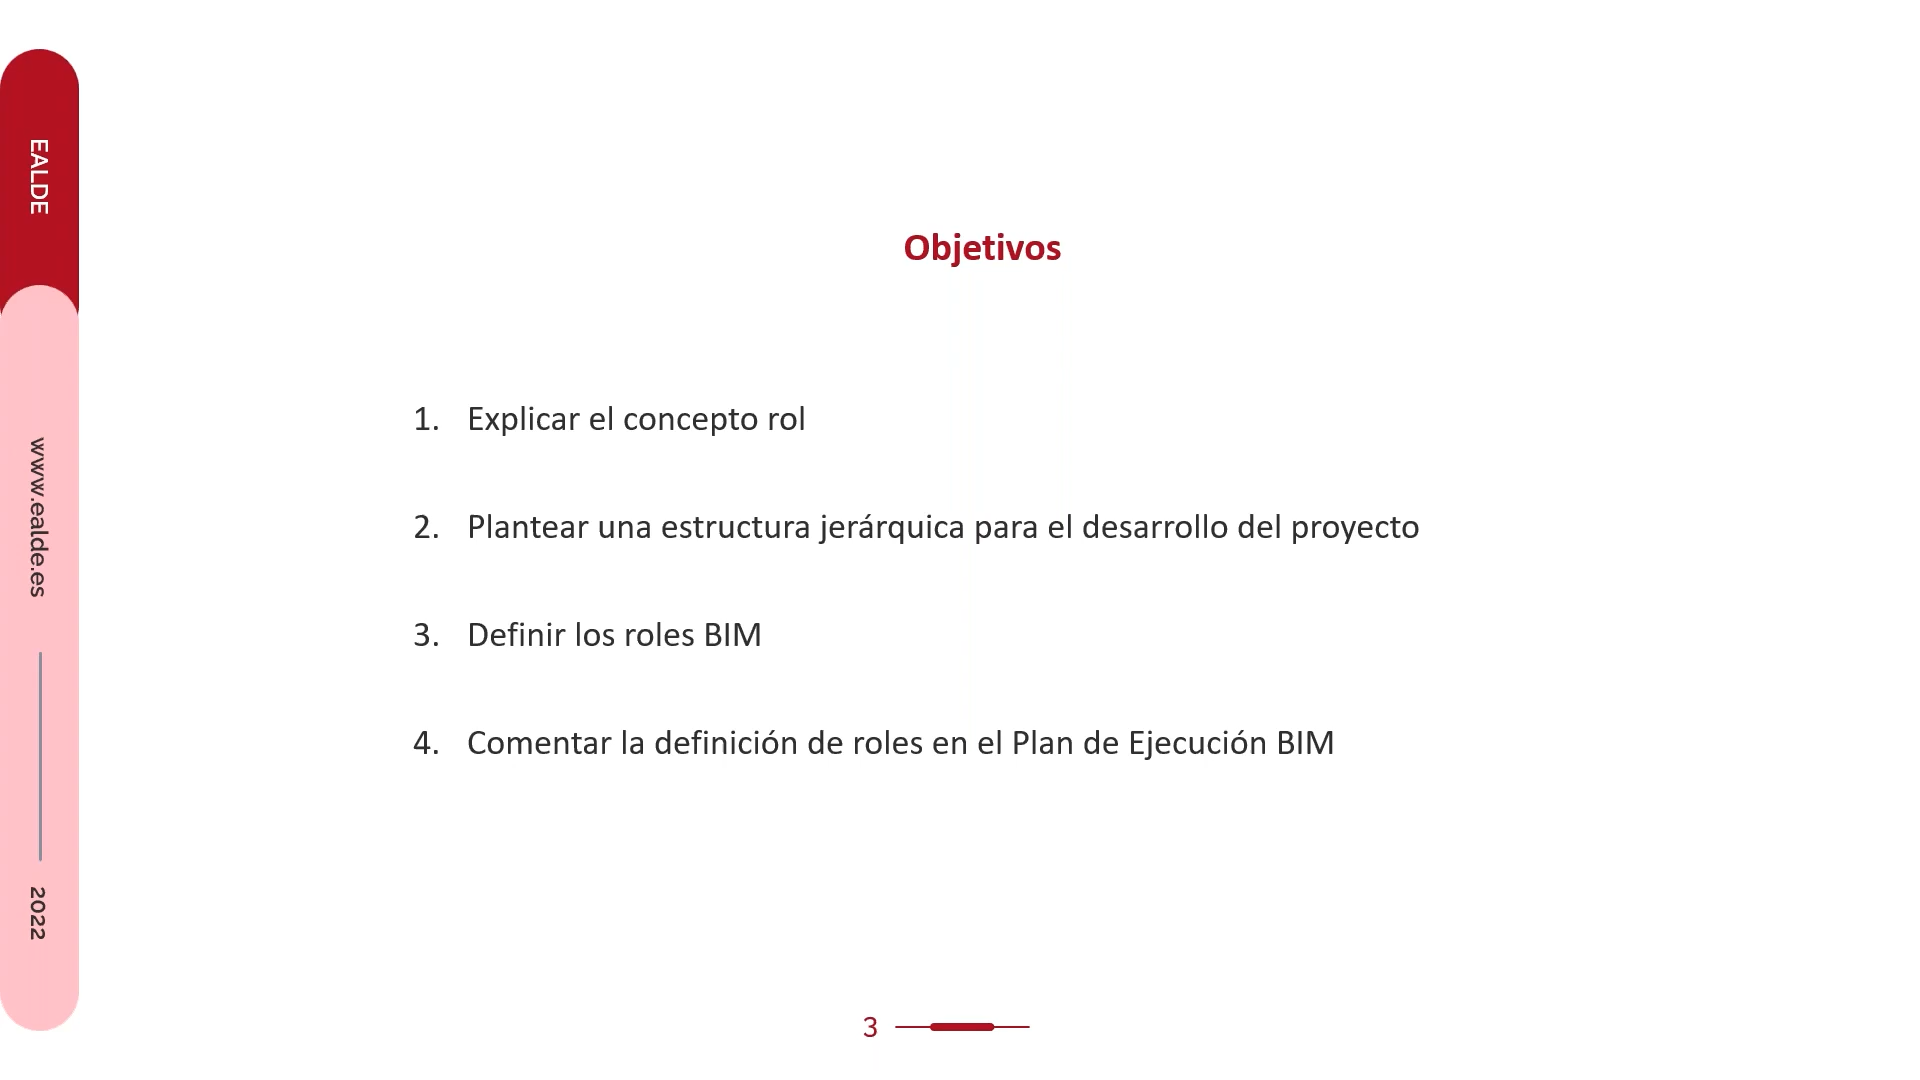 EALDE
www.ealde.es
2022
Objetivos
1. Explicar el concepto rol
2. Plantear una estructura jerárquica para el desarrollo del proyecto
3. Definir los roles BIM
4. Comentar la definición de roles en el Plan de Ejecución BIM
3